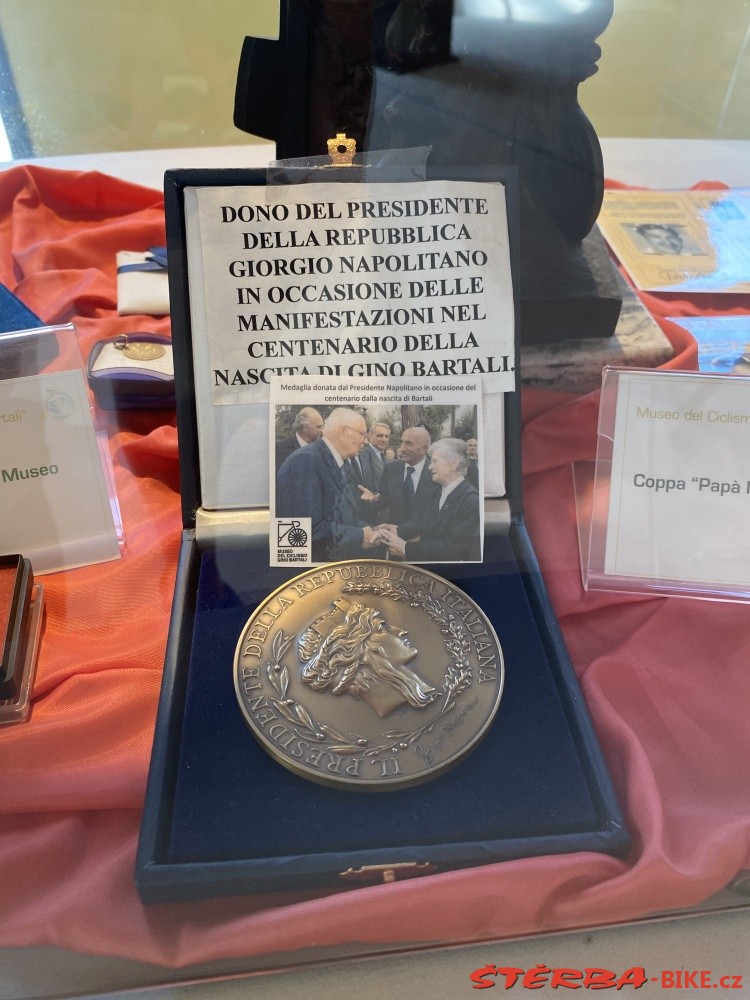 DONO DEL PRESIDENTE
DELLA REPUBBLICA
GIORGIO NAPOLITANO
IN OCCASIONE DELLE
MANIFESTAZIONI NEL
CENTENARIO DELLA
NASCITA DI GINO BARTALI.
Medaglia donata dal Presidente Napolitano in occasione del
centenario dalla nascita di Bartali
MUSEO
DEL CICLISMO
GINO BARTALI
IL PRESIDENTE DELLA REPUBBLICA ITALIANA
Museo
Museo del Ciclism
Coppa "Papà
ŠTĚRBA-BIKE.cz